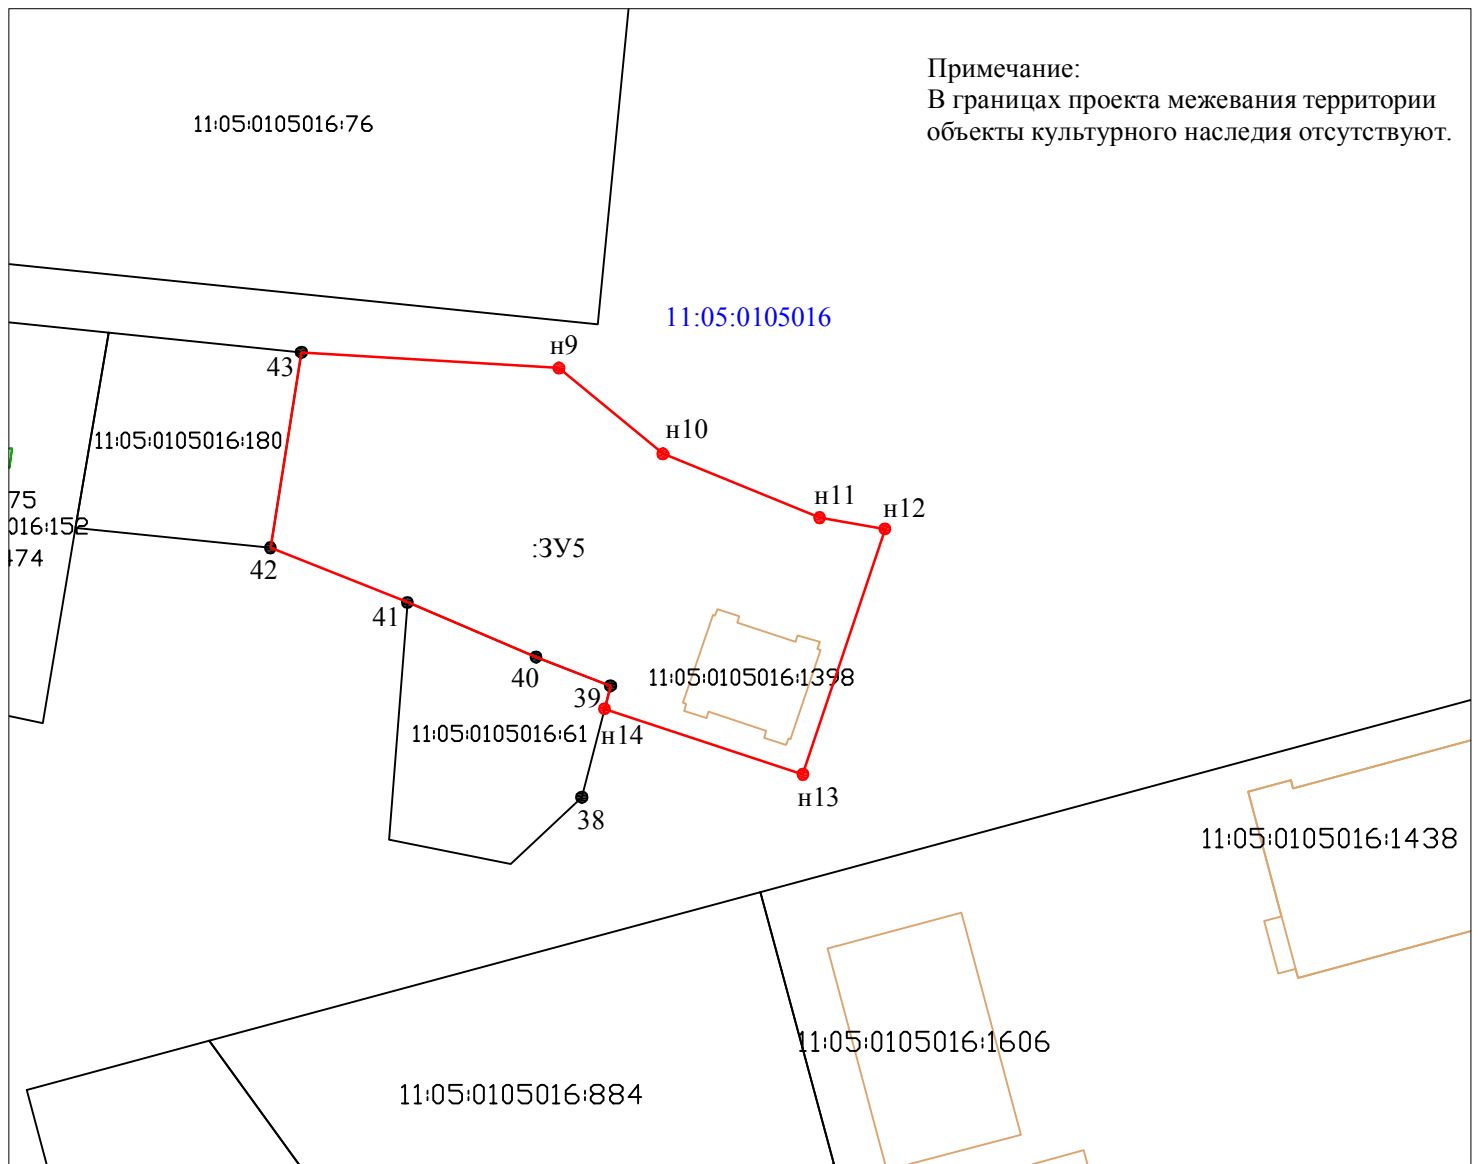 Примечание:
В границах проекта межевания территории
объекты культурного наследия отсутствуют.
11:05:0105016:76
11:05:0105016
н9
43
н10
11:05:0105016:180
75
016:152
474
н11
н12
:ЗУ5
42
41
40
39
11:05:0105016:1398
11:05:0105016:61
н14
н13
38
11:05:0105016:1438
11:05:0105016:1606
11:05:0105016:884